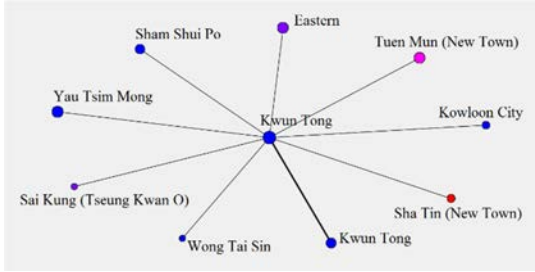 Eastern
Sham Shui Po
Tuen Mun (New Town)
Yau Tsim Mong
Kwun Tong
Kowloon City
Sai Kung (Tseung Kwan O)
Sha Tin (New Town)
Wong Tai Sin
Kwun Tong